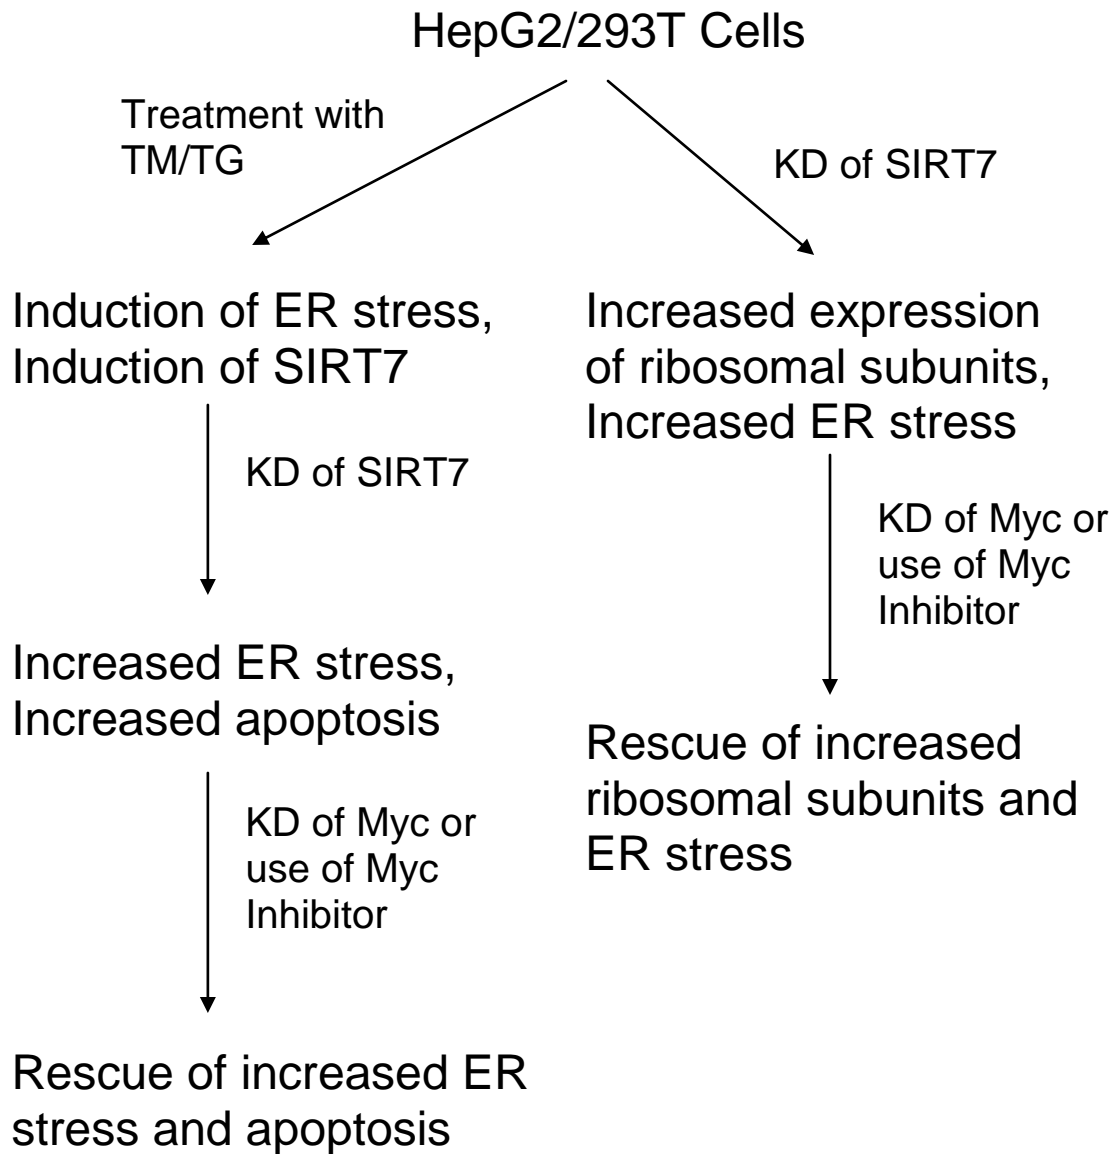 HepG2/293T Cells
Treatment with
TM/TG
KD of SIRT7
Induction of ER stress,
Induction of SIRT7
Increased expression
of ribosomal subunits,
Increased ER stress
KD of SIRT7
KD of Myc or
use of Myc
Inhibitor
Increased ER stress,
Increased apoptosis
Rescue of increased
ribosomal subunits and
ER stress
KD of Myc or
use of Myc
Inhibitor
Rescue of increased ER
stress and apoptosis